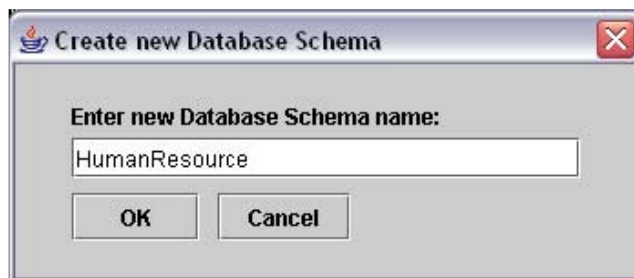 Create new Database Schema
Enter new Database Schema name:
HumanResource
OK Cancel